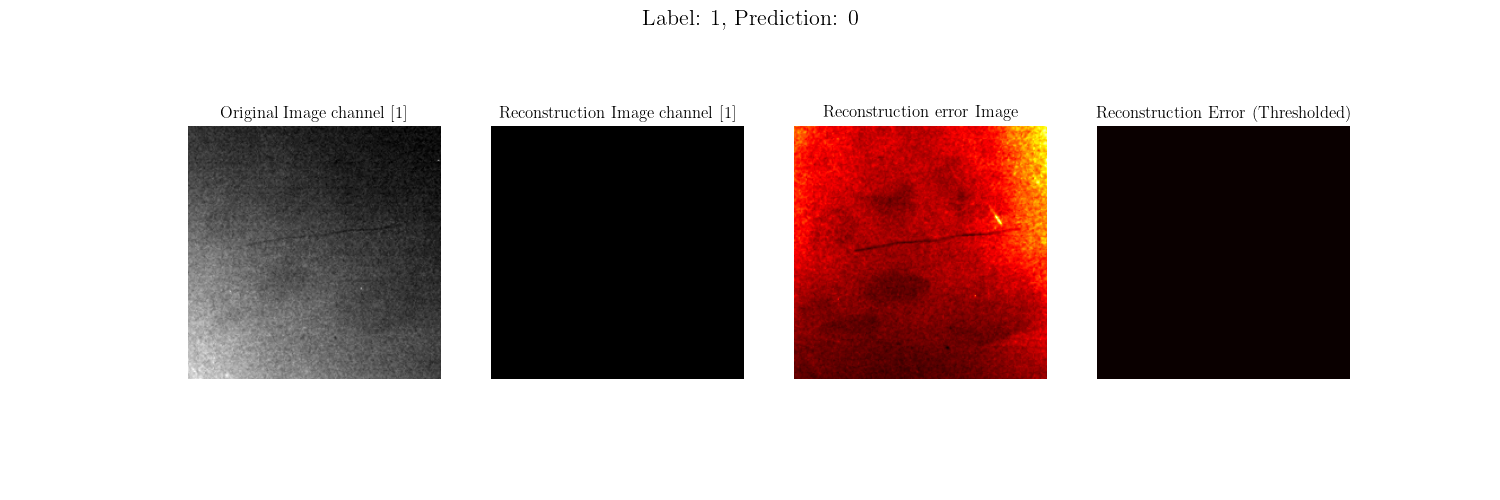 Label: 1, Prediction: 0
Original Image channel [1]
Reconstruction Image channel [1]
Reconstruction error Image
Reconstruction Error (Thresholded)